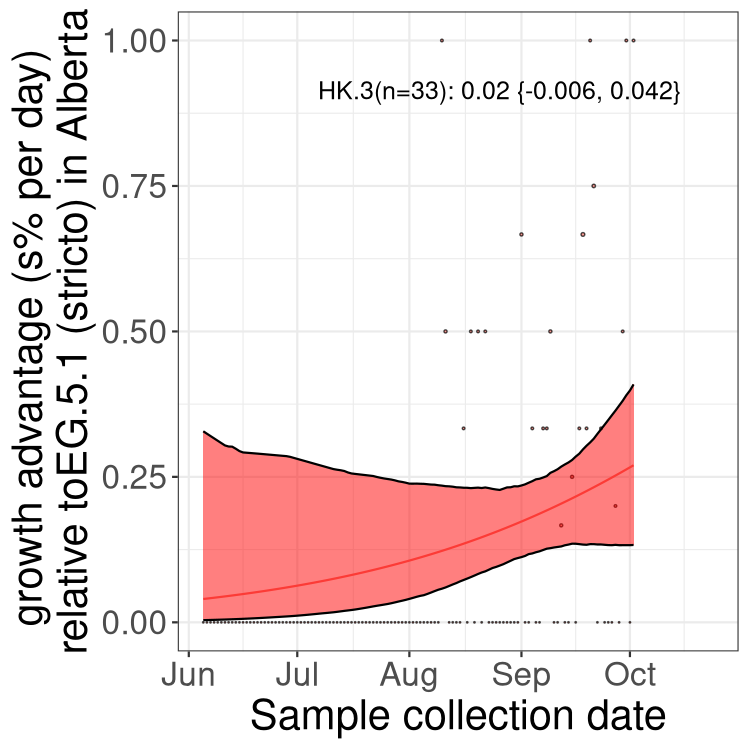 growth advantage (s% per day)
relative toEG.5.1 (stricto) in Alberta
1.00
0.75
0.50
0.25
0.00
HK.3(n=33): 0.02 {-0.006, 0.042}
Jun Jul Aug Sep Oct
Sample collection date